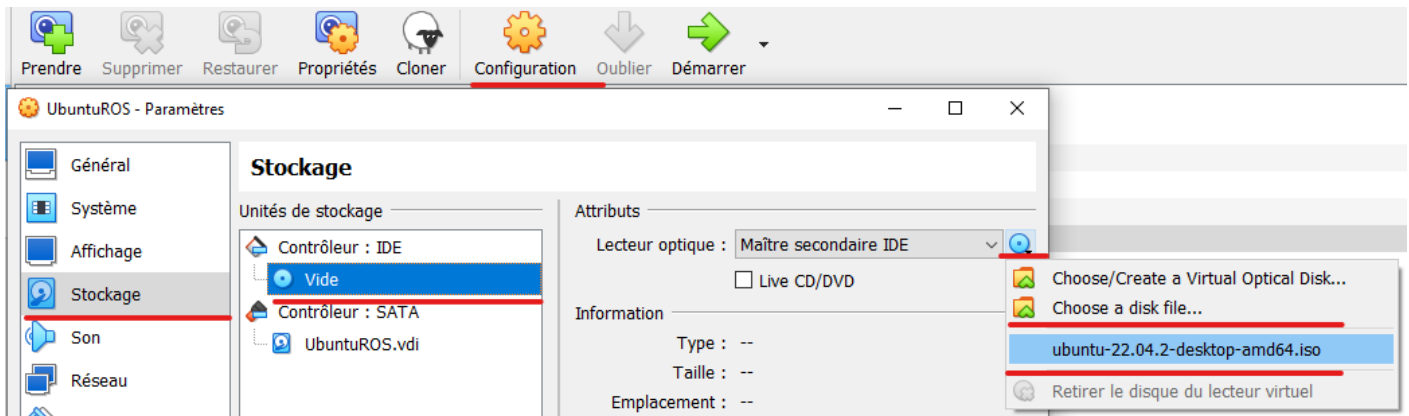 Prendre Supprimer Restaurer Propriétés Cloner Configuration Oublier Démarrer
UbuntuROS - Paramètres
Général
Système
Affichage
Stockage
Son
Réseau
Stockage
Unités de stockage
Contrôleur : IDE
Vide
Contrôleur : SATA
UbuntuROS.vdi
Attributs
Lecteur optique : Maître secondaire IDE
Live CD/DVD
Information
Type : --
Taille : --
Emplacement : --
Choose/Create a Virtual Optical Disk...
Choose a disk file...
ubuntu-22.04.2-desktop-amd64.iso
Retirer le disque du lecteur virtuel